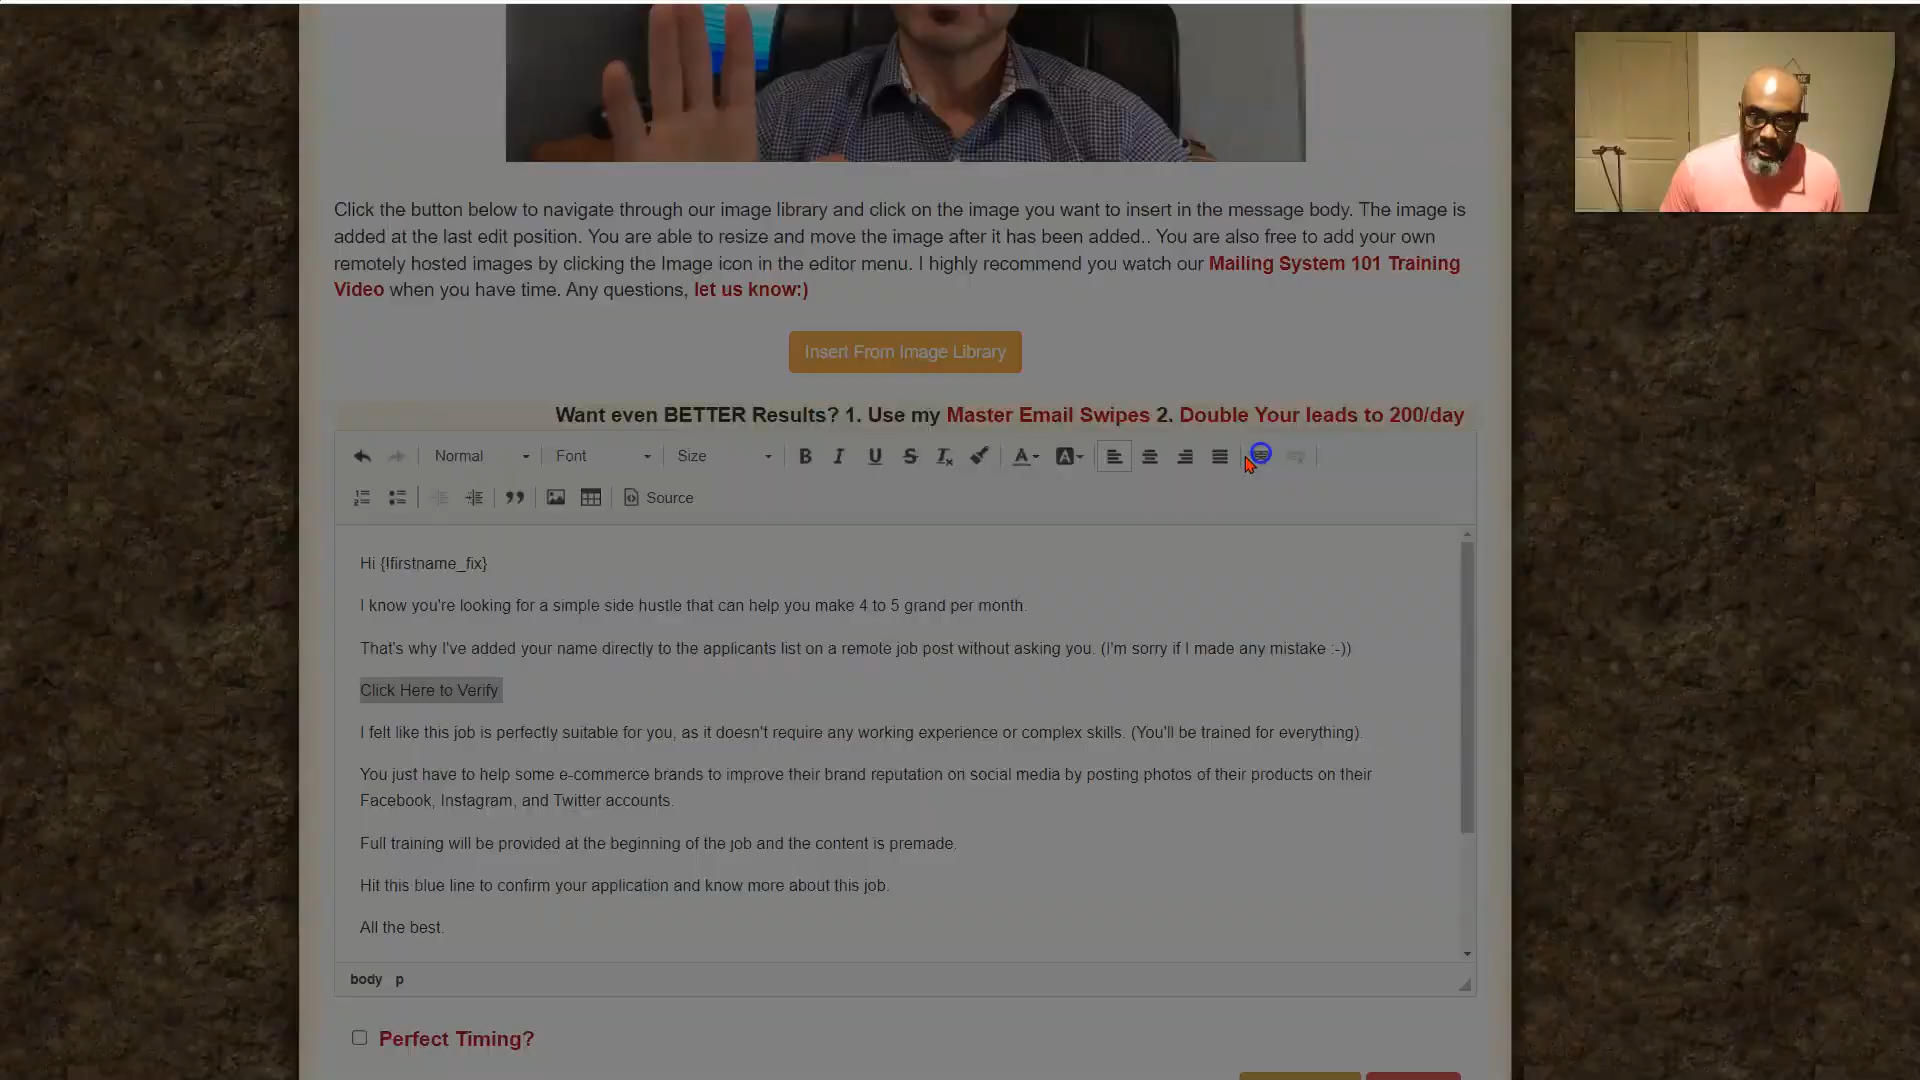 Click the button below to navigate through our image library and click on the image you want to insert in the message body. The image is
added at the last edit position. You are able to resize and move the image after it has been added.. You are also free to add your own
remotely hosted images by clicking the Image icon in the editor menu. I highly recommend you watch our Mailing System 101 Training
Video when you have time. Any questions, let us know:)
Insert From Image Library
Want even BETTER Results? 1. Use my Master Email Swipes 2. Double Your leads to 200/day
Normal Font Size
Source
Hi {!firstname_fix}
I know you're looking for a simple side hustle that can help you make 4 to 5 grand per month.
That's why I've added your name directly to the applicants list on a remote job post without asking you. (I'm sorry if I made any mistake :-))
Click Here to Verify
I felt like this job is perfectly suitable for you, as it doesn't require any working experience or complex skills. (You'll be trained for everything).
You just have to help some e-commerce brands to improve their brand reputation on social media by posting photos of their products on their
Facebook, Instagram, and Twitter accounts.
Full training will be provided at the beginning of the job and the content is premade.
Hit this blue line to confirm your application and know more about this job.
All the best.
body p
Perfect Timing?